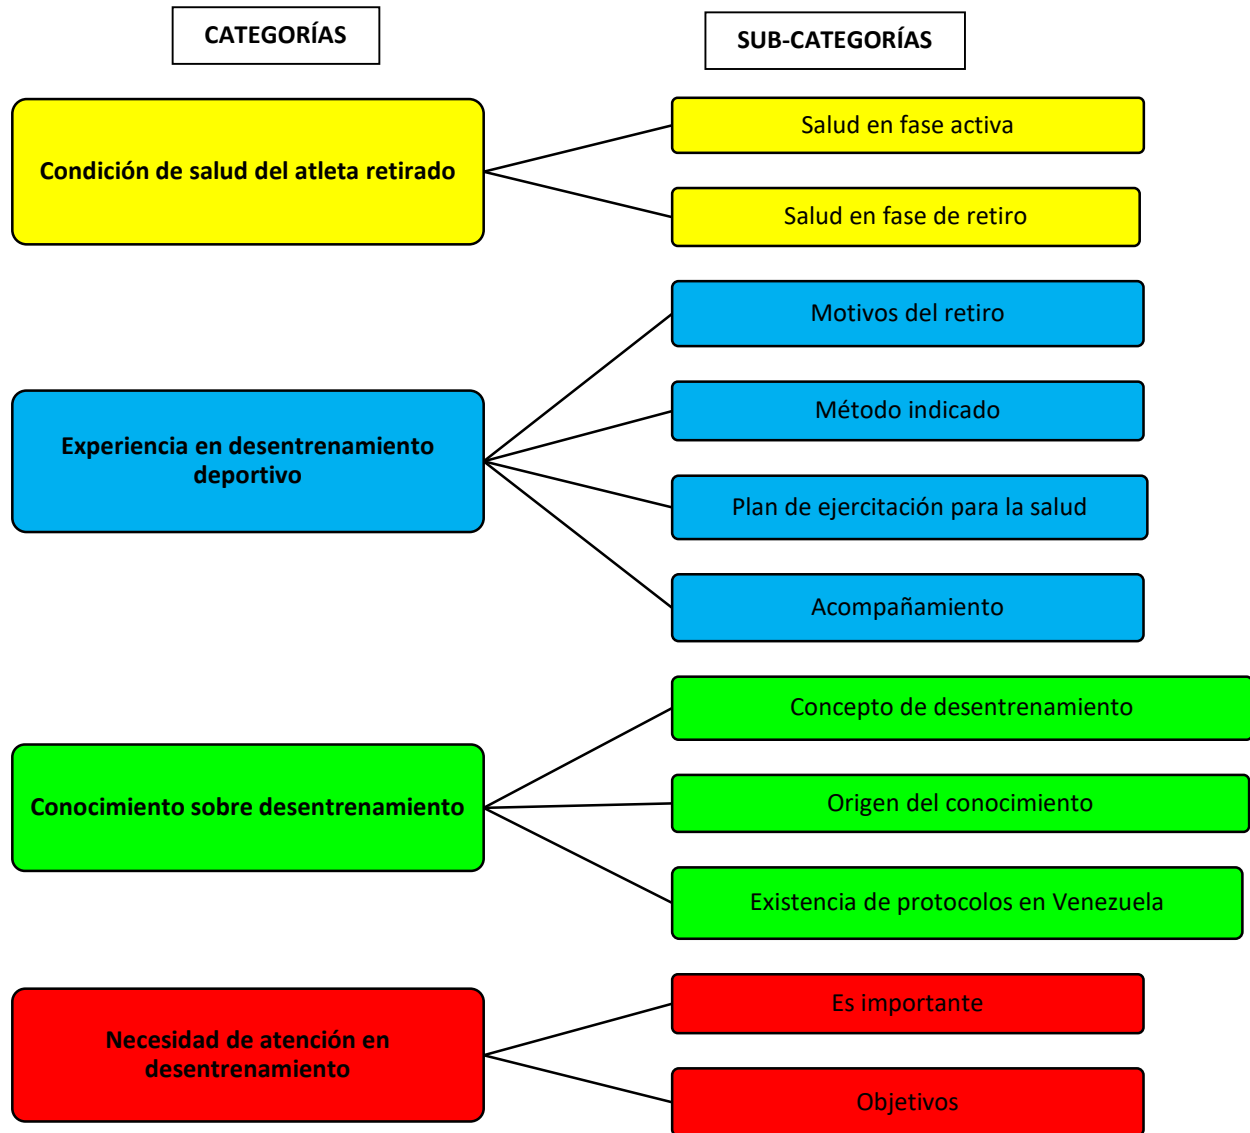 CATEGORÍAS
SUB-CATEGORÍAS
Condición de salud del atleta retirado
Salud en fase activa
Salud en fase de retiro
Experiencia en desentrenamiento
deportivo
Motivos del retiro
Método indicado
Plan de ejercitación para la salud
Acompañamiento
Conocimiento sobre desentrenamiento
Concepto de desentrenamiento
Origen del conocimiento
Existencia de protocolos en Venezuela
Necesidad de atención en
desentrenamiento
Es importante
Objetivos